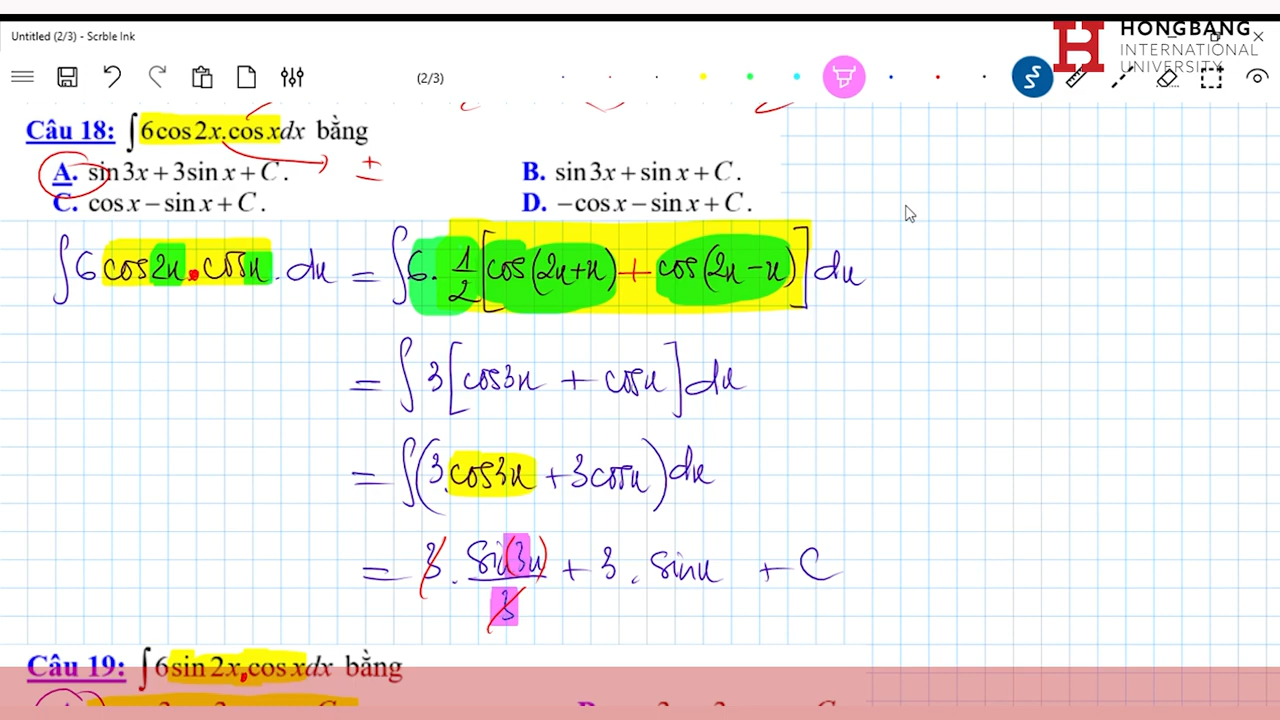 Untitled (2/3) - Scrble Ink
HONGBANG
INTERNATIONAL
UNIVERSITY
(2/3)
Câu 18: ∫6cos2x.cosxdx bằng
±
A. sin3x+3sinx+C.
B. sin3x+sinx+C.
C. cosx−sinx+C.
D. −cosx−sinx+C.
∫6 cos2x . cosx . dx = ∫6 . 1/2 [cos(2x+x) + cos(2x−x)] dx
= ∫3[cos3x + cosx]dx
= ∫(3.cos3x + 3cosx)dx
= 3 . sin(3x)/3 + 3 . sinx + C
Câu 19: ∫6sin2x.cosxdx bằng